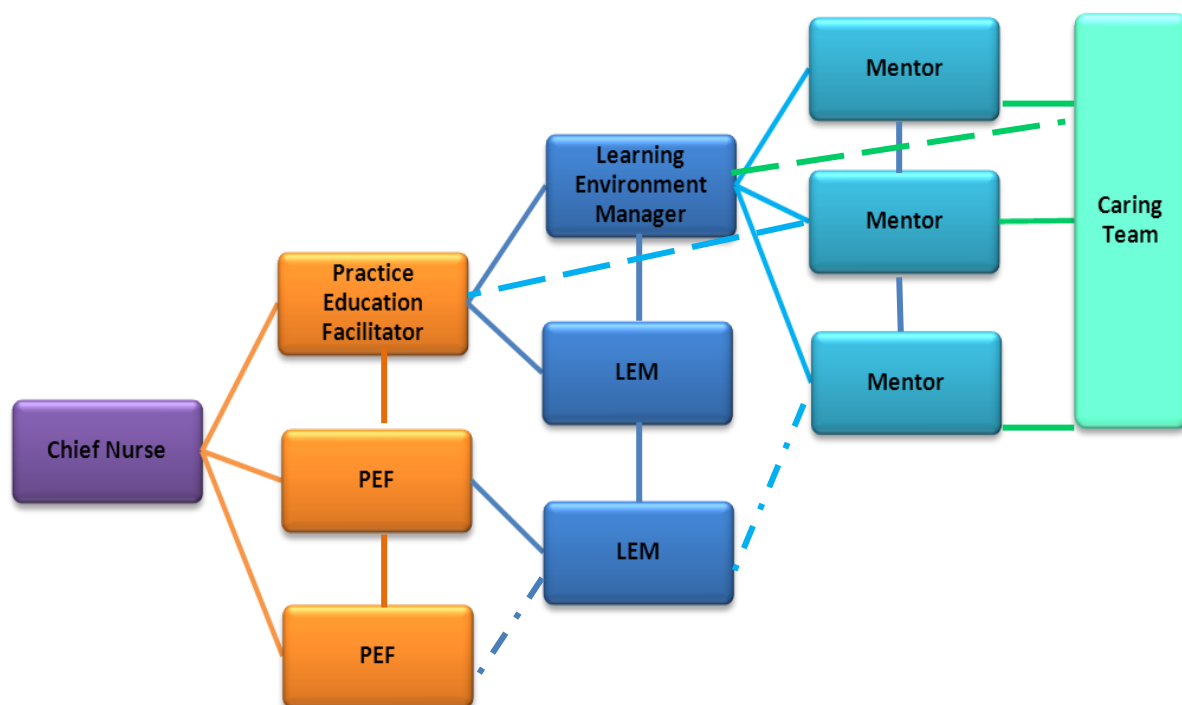 Chief Nurse
Practice
Education
Facilitator
PEF
PEF
Learning
Environment
Manager
LEM
LEM
Mentor
Mentor
Mentor
Caring
Team